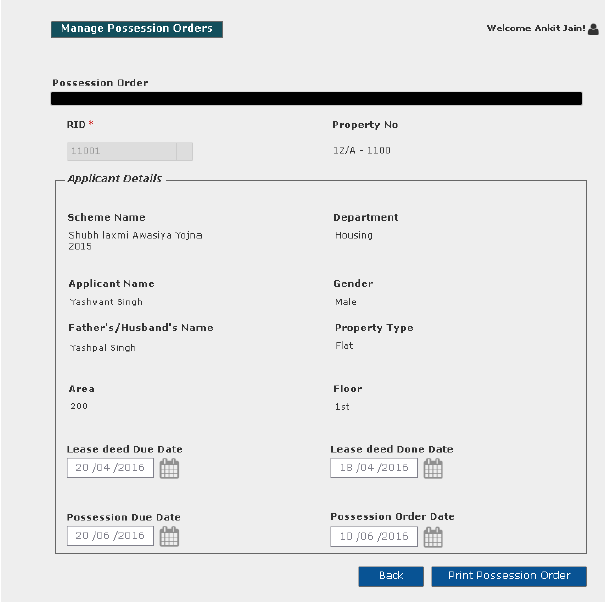 Manage Possession Orders
Welcome Ankit Jain!
Possession Order
RID * Property No
11001 12/A - 1100
Applicant Details
Scheme Name Department
Shubh laxmi Awasiya Yojna Housing
2015
Applicant Name Gender
Yashwant Singh Male
Father's/Husband's Name Property Type
Yashpal Singh Flat
Area Floor
200 1st
Lease deed Due Date Lease deed Done Date
20 /04 /2016 18 /04 /2016
Possession Due Date Possession Order Date
20 /06 /2016 10 /06 /2016
Back Print Possession Order